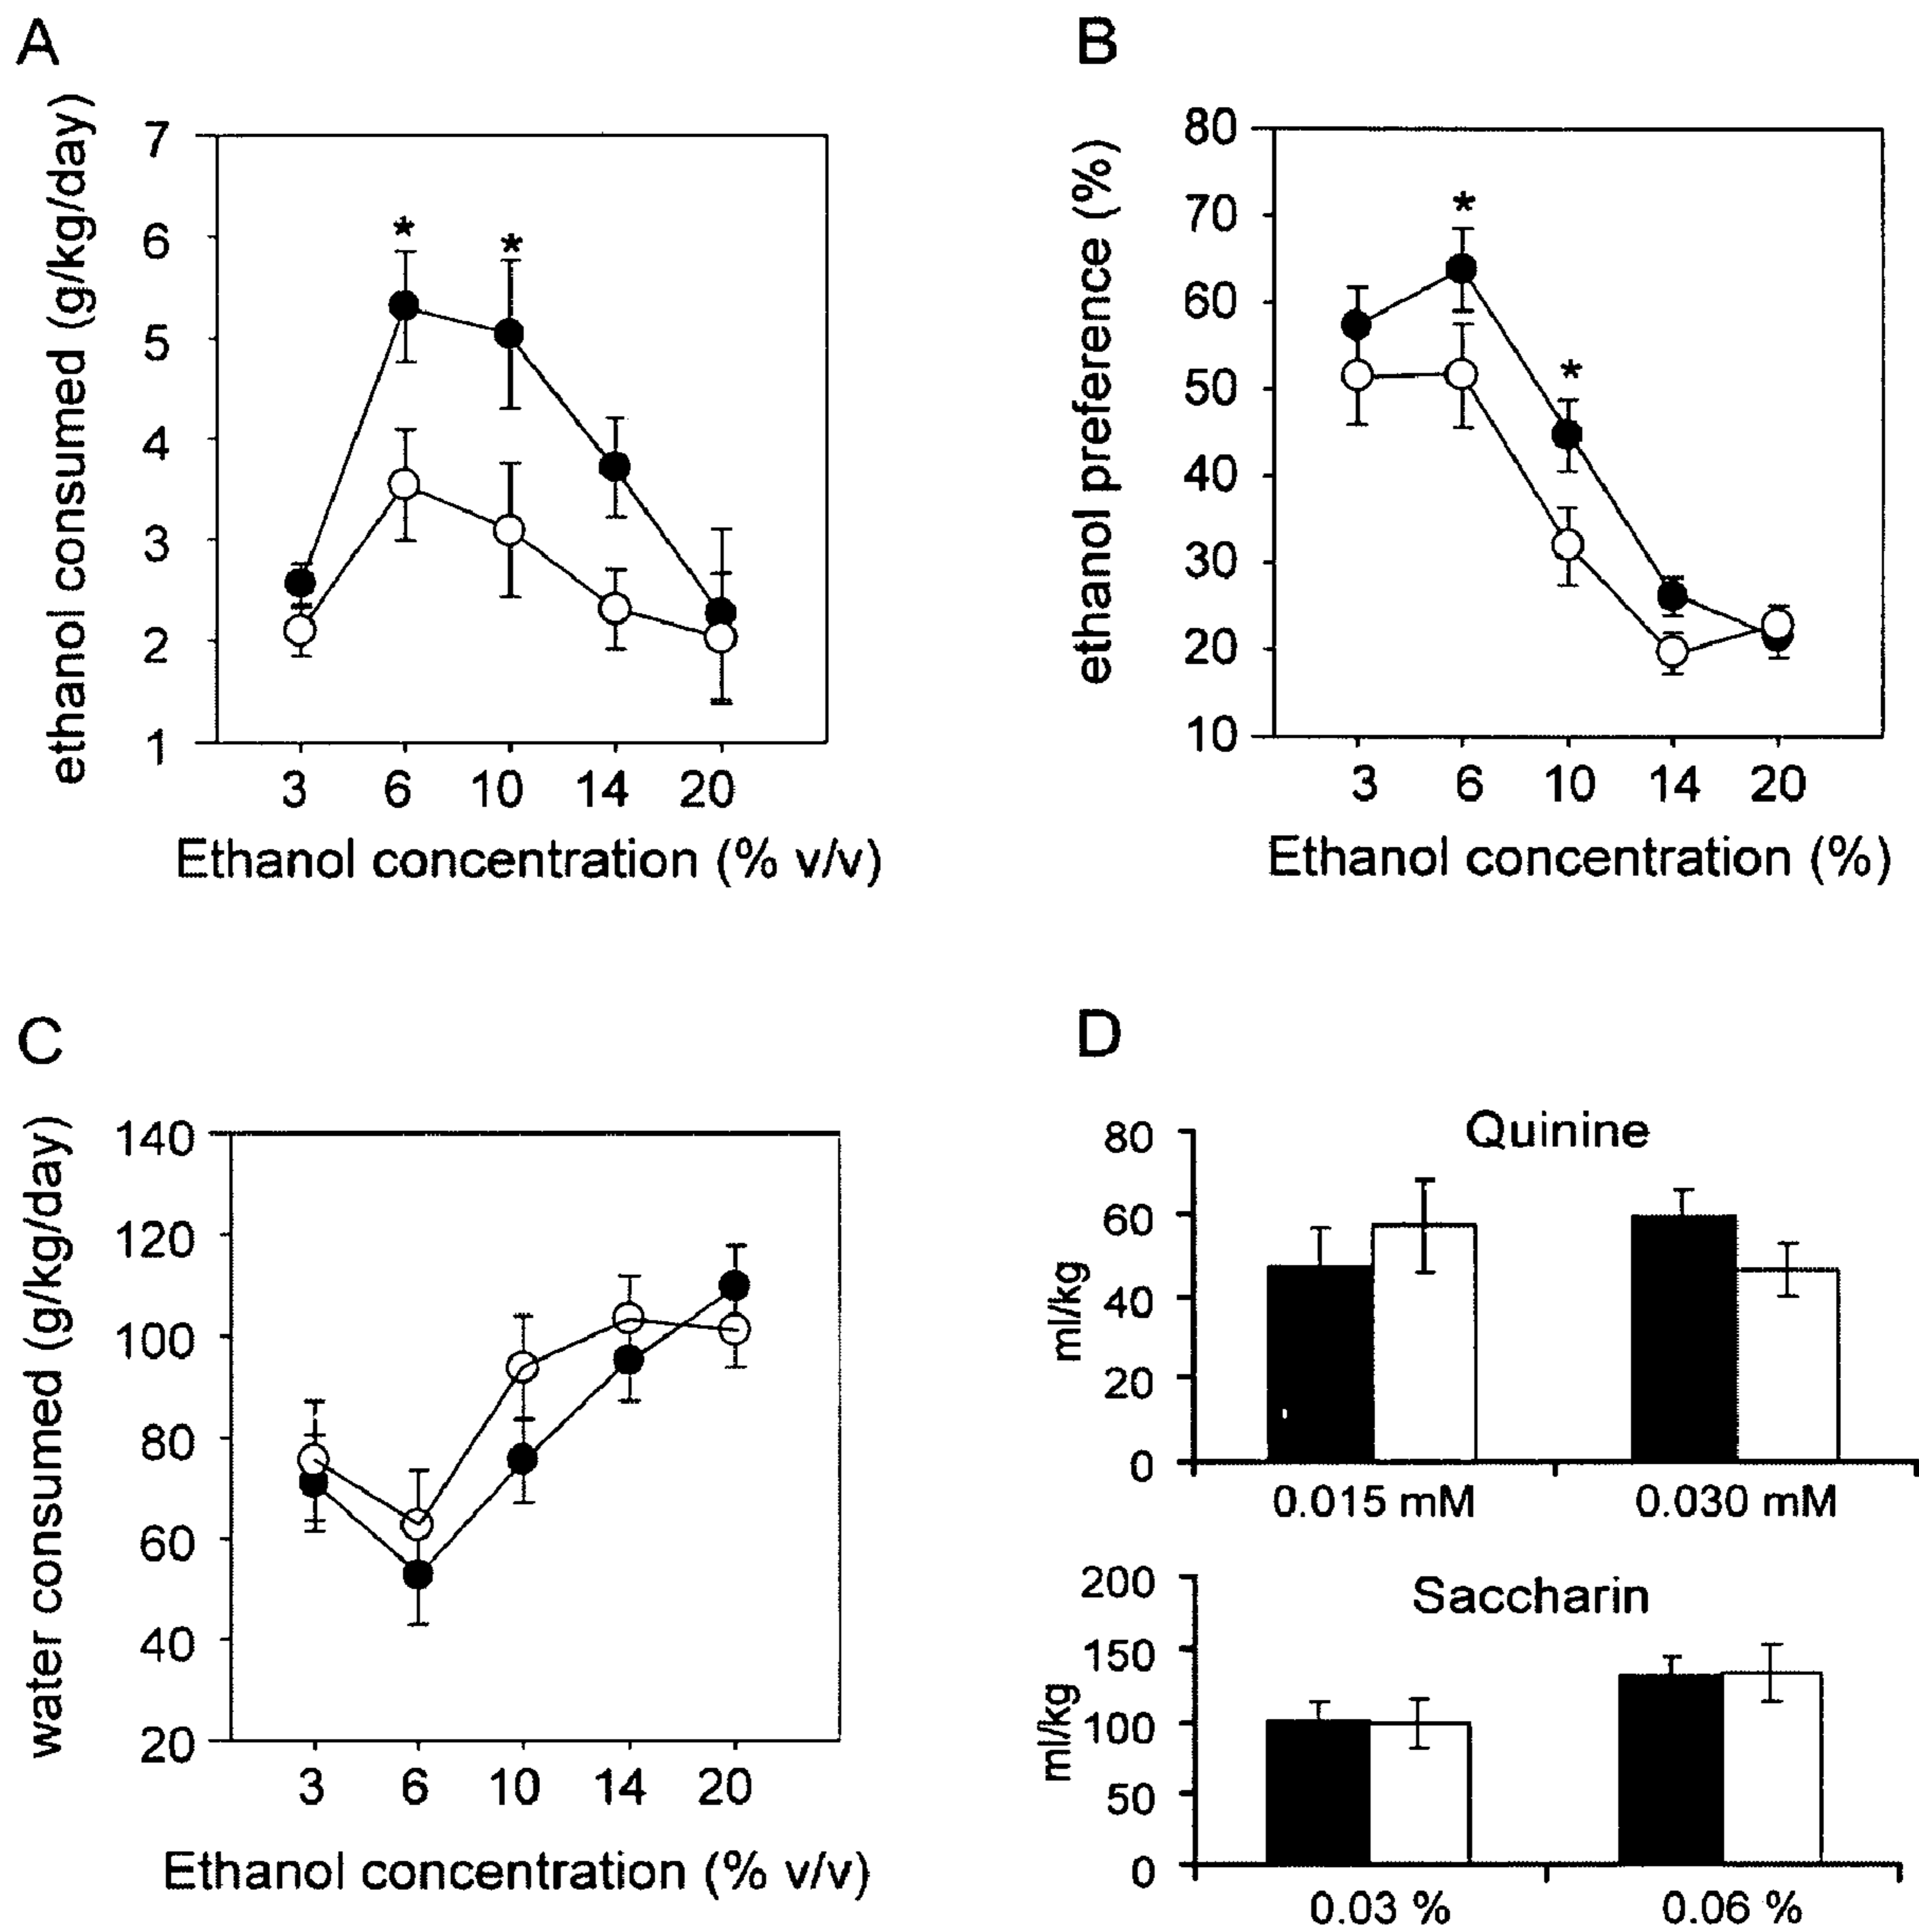 A
ethanol consumed (g/kg/day)
7
6
5
4
3
2
1
*
*
3 6 10 14 20
Ethanol concentration (% v/v)
B
ethanol preference (%)
80
70
60
50
40
30
20
10
*
*
3 6 10 14 20
Ethanol concentration (%)
C
water consumed (g/kg/day)
140
120
100
80
60
40
20
3 6 10 14 20
Ethanol concentration (% v/v)
D
Quinine
ml/kg
80
60
40
20
0
0.015 mM 0.030 mM
Saccharin
ml/kg
200
150
100
50
0
0.03 % 0.06 %